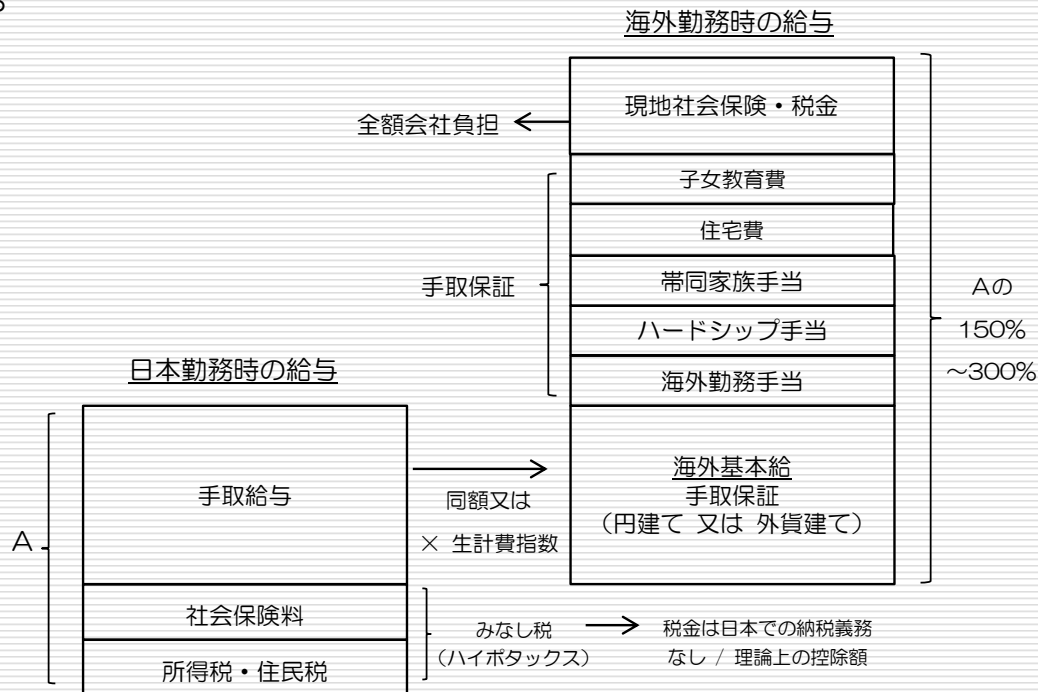 海外勤務時の給与
現地社会保険・税金
全額会社負担
子女教育費
住宅費
手取保証
帯同家族手当
ハードシップ手当
海外勤務手当
Aの
150%
~300%
日本勤務時の給与
海外基本給
手取保証
(円建て 又は 外貨建て)
手取給与
同額又は
× 生計費指数
A
社会保険料
所得税・住民税
みなし税
(ハイポタックス)
税金は日本での納税義務
なし / 理論上の控除額